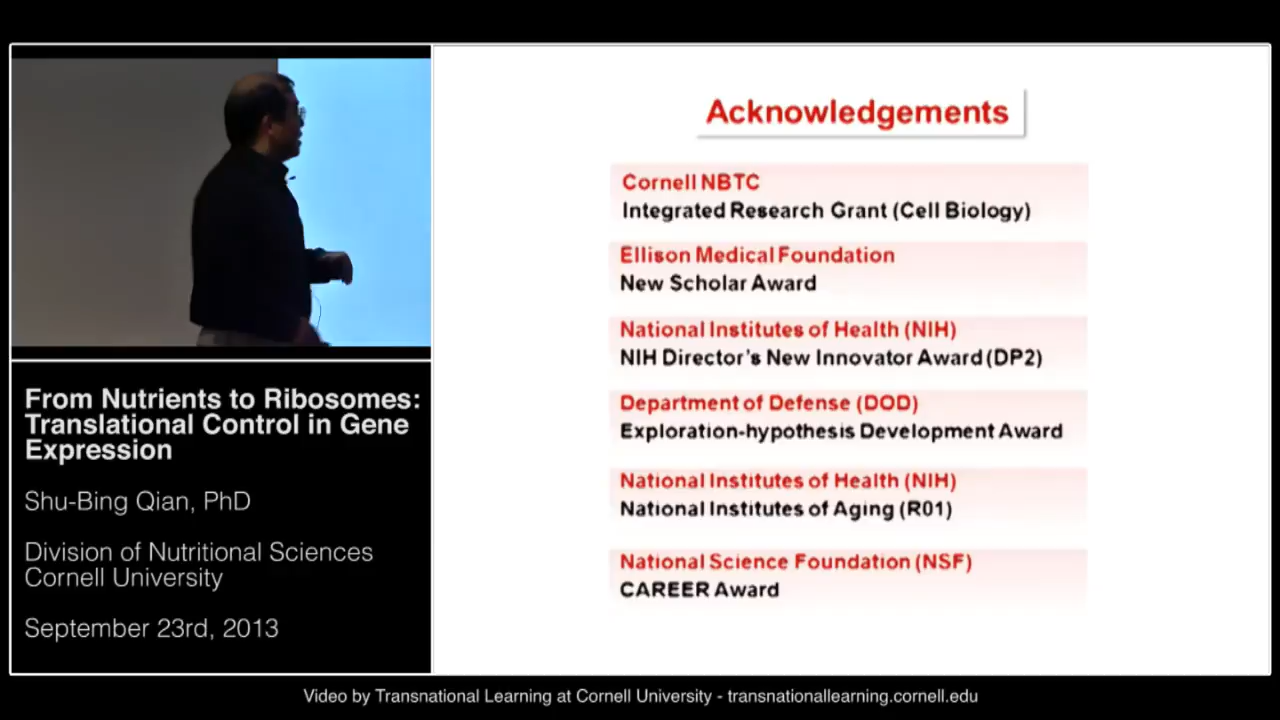 Acknowledgements
Cornell NBTC
Integrated Research Grant (Cell Biology)
Ellison Medical Foundation
New Scholar Award
National Institutes of Health (NIH)
NIH Director's New Innovator Award (DP2)
Department of Defense (DOD)
Exploration-hypothesis Development Award
National Institutes of Health (NIH)
National Institutes of Aging (R01)
National Science Foundation (NSF)
CAREER Award
From Nutrients to Ribosomes:
Translational Control in Gene
Expression
Shu-Bing Qian, PhD
Division of Nutritional Sciences
Cornell University
September 23rd, 2013
Video by Transnational Learning at Cornell University - transnationallearning.cornell.edu